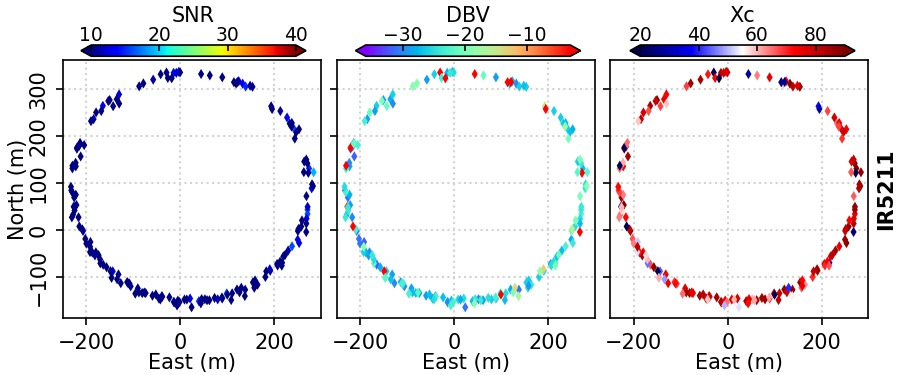 SNR DBV Xc
10 20 30 40 −30 −20 −10 20 40 60 80
300
200
100
0
−100
North (m)
IR5211
−200 0 200 −200 0 200 −200 0 200
East (m) East (m) East (m)